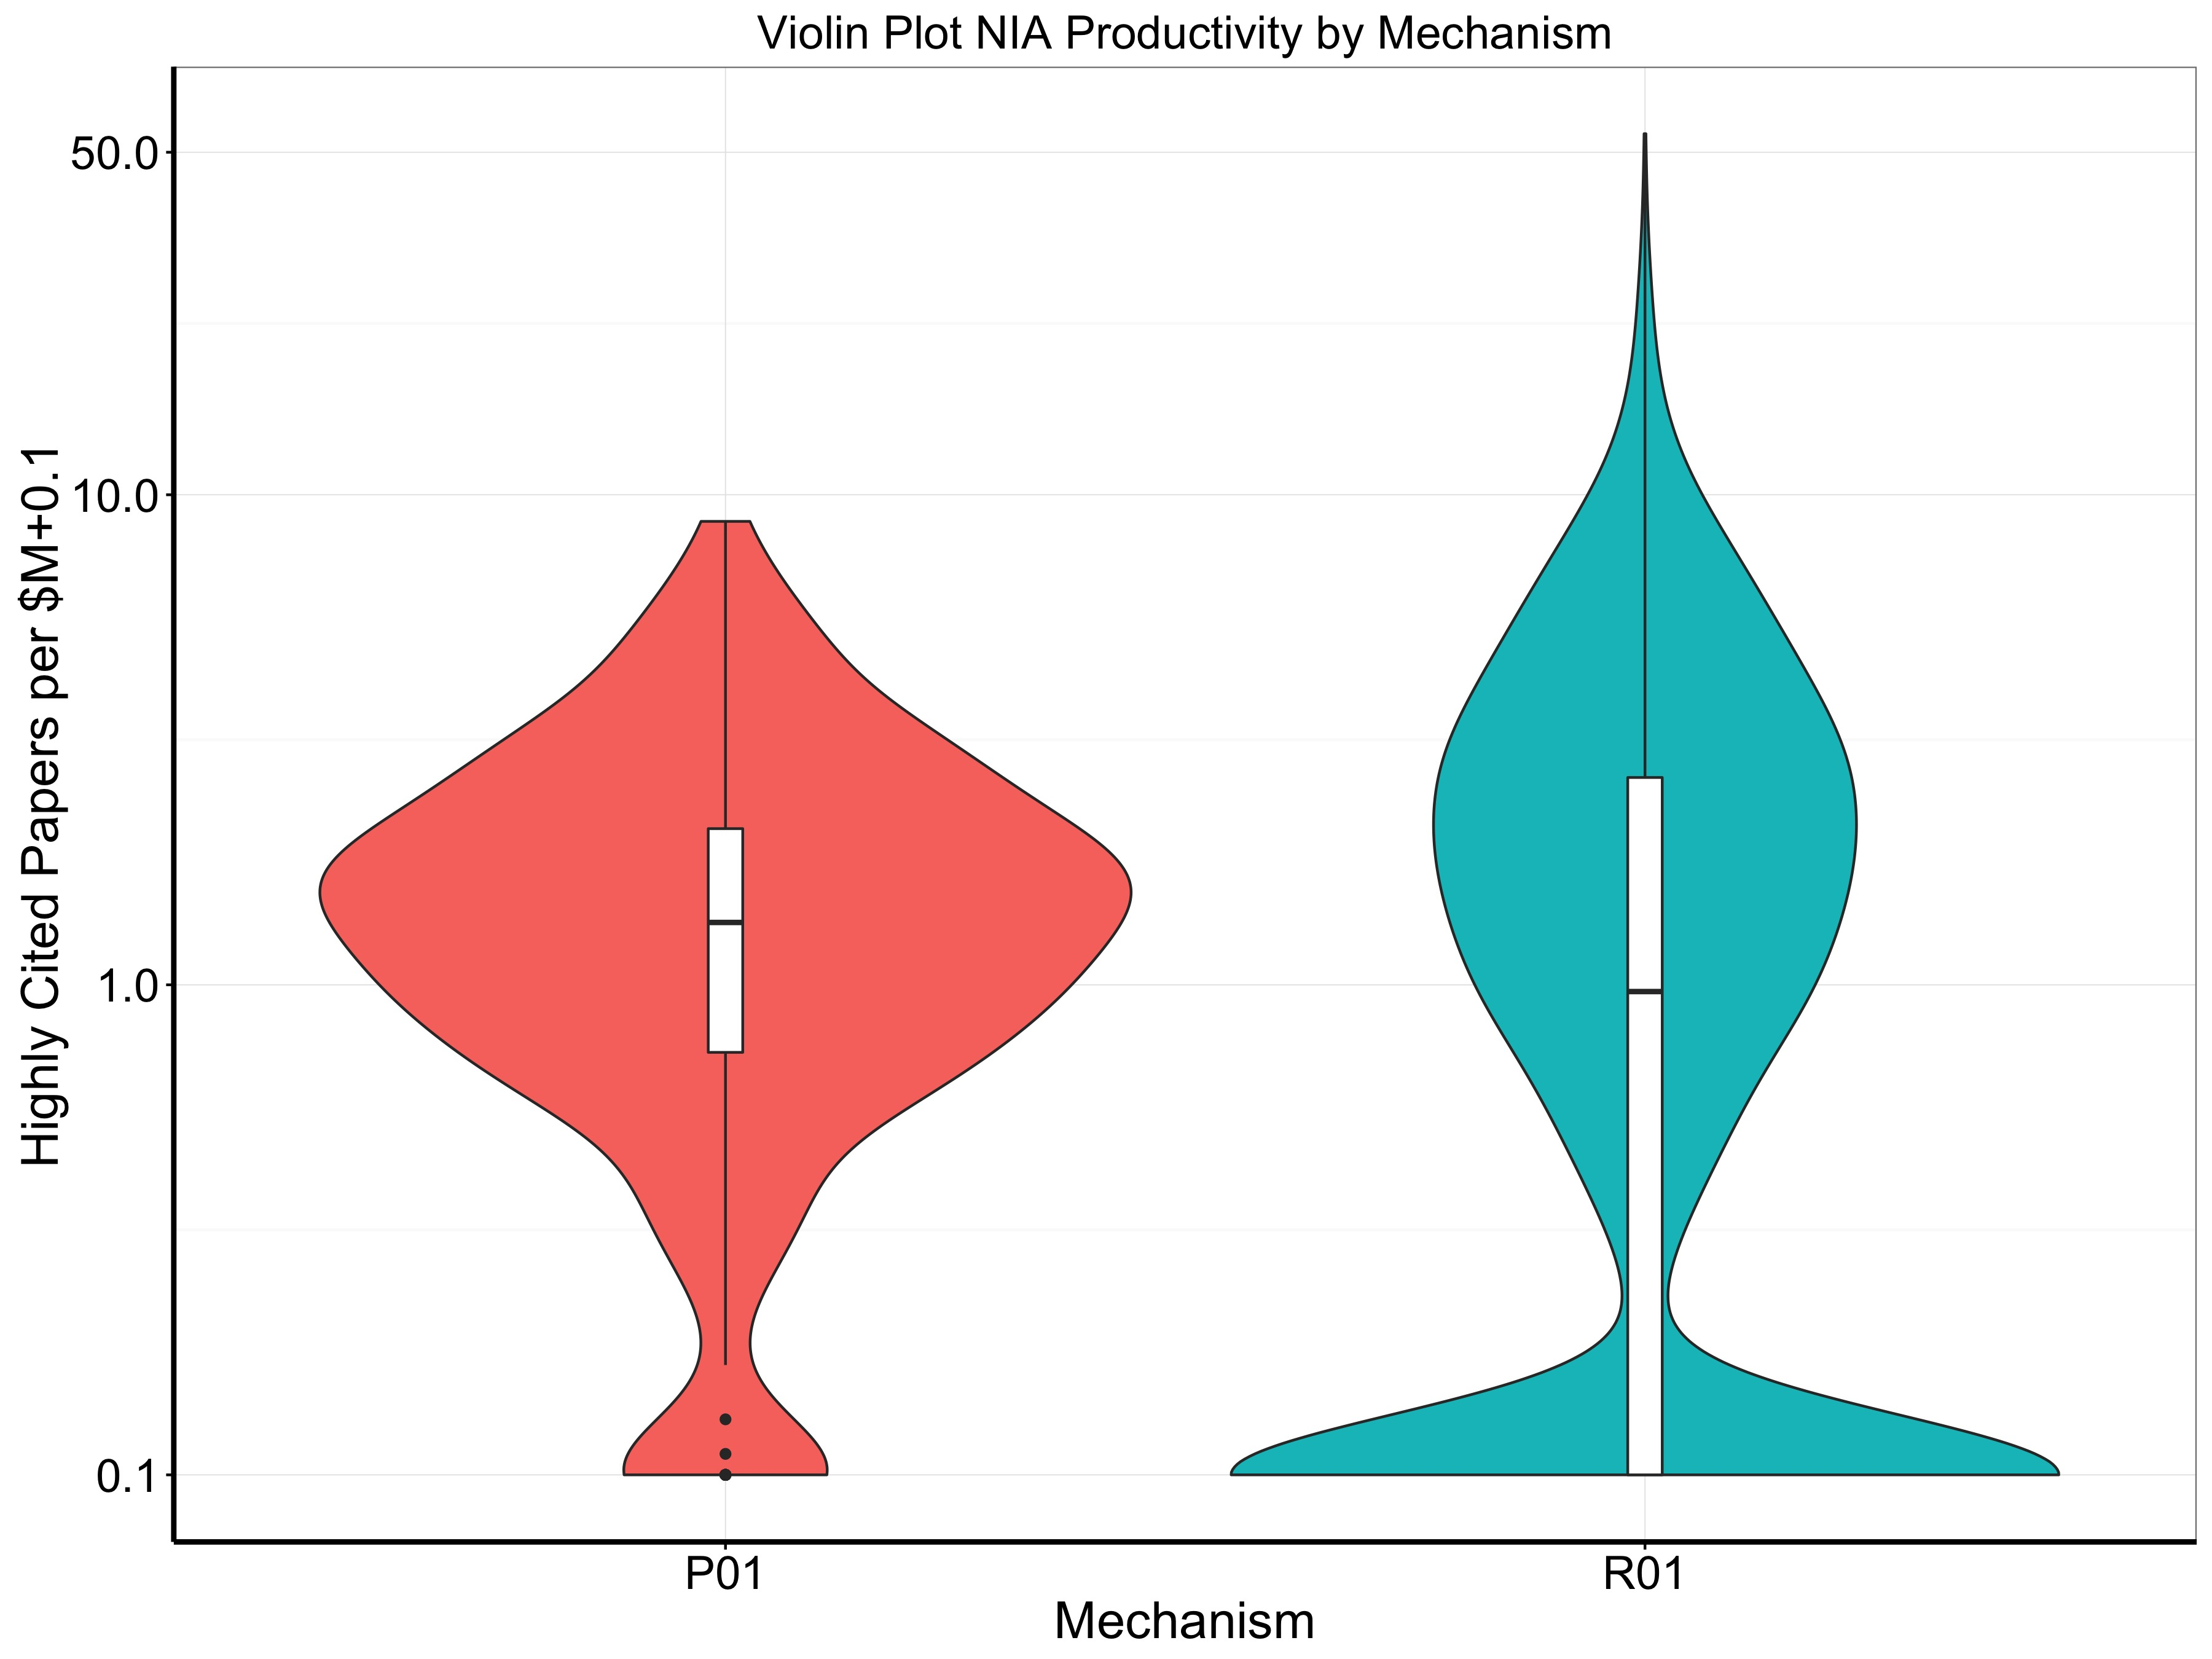 Violin Plot NIA Productivity by Mechanism
Highly Cited Papers per $M+0.1
50.0
10.0
1.0
0.1
P01
R01
Mechanism